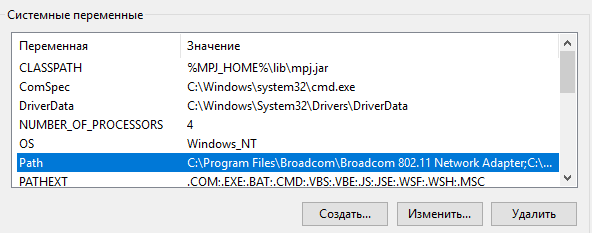 Системные переменные
Переменная Значение
CLASSPATH %MPJ_HOME%\lib\mpj.jar
ComSpec C:\Windows\system32\cmd.exe
DriverData C:\Windows\System32\Drivers\DriverData
NUMBER_OF_PROCESSORS 4
OS Windows_NT
Path C:\Program Files\Broadcom\Broadcom 802.11 Network Adapter;C:\...
PATHEXT .COM;.EXE;.BAT;.CMD;.VBS;.VBE;.JS;.JSE;.WSF;.WSH;.MSC
Создать... Изменить... Удалить